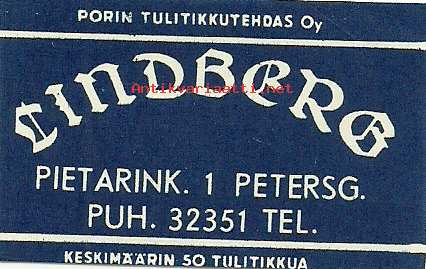 PORIN TULITIKKUTEHDAS Oy
LINDBERG
Antikvariaatti.net
PIETARINK. 1 PETERSG.
PUH. 32351 TEL.
KESKIMÄÄRIN 50 TULITIKKUA